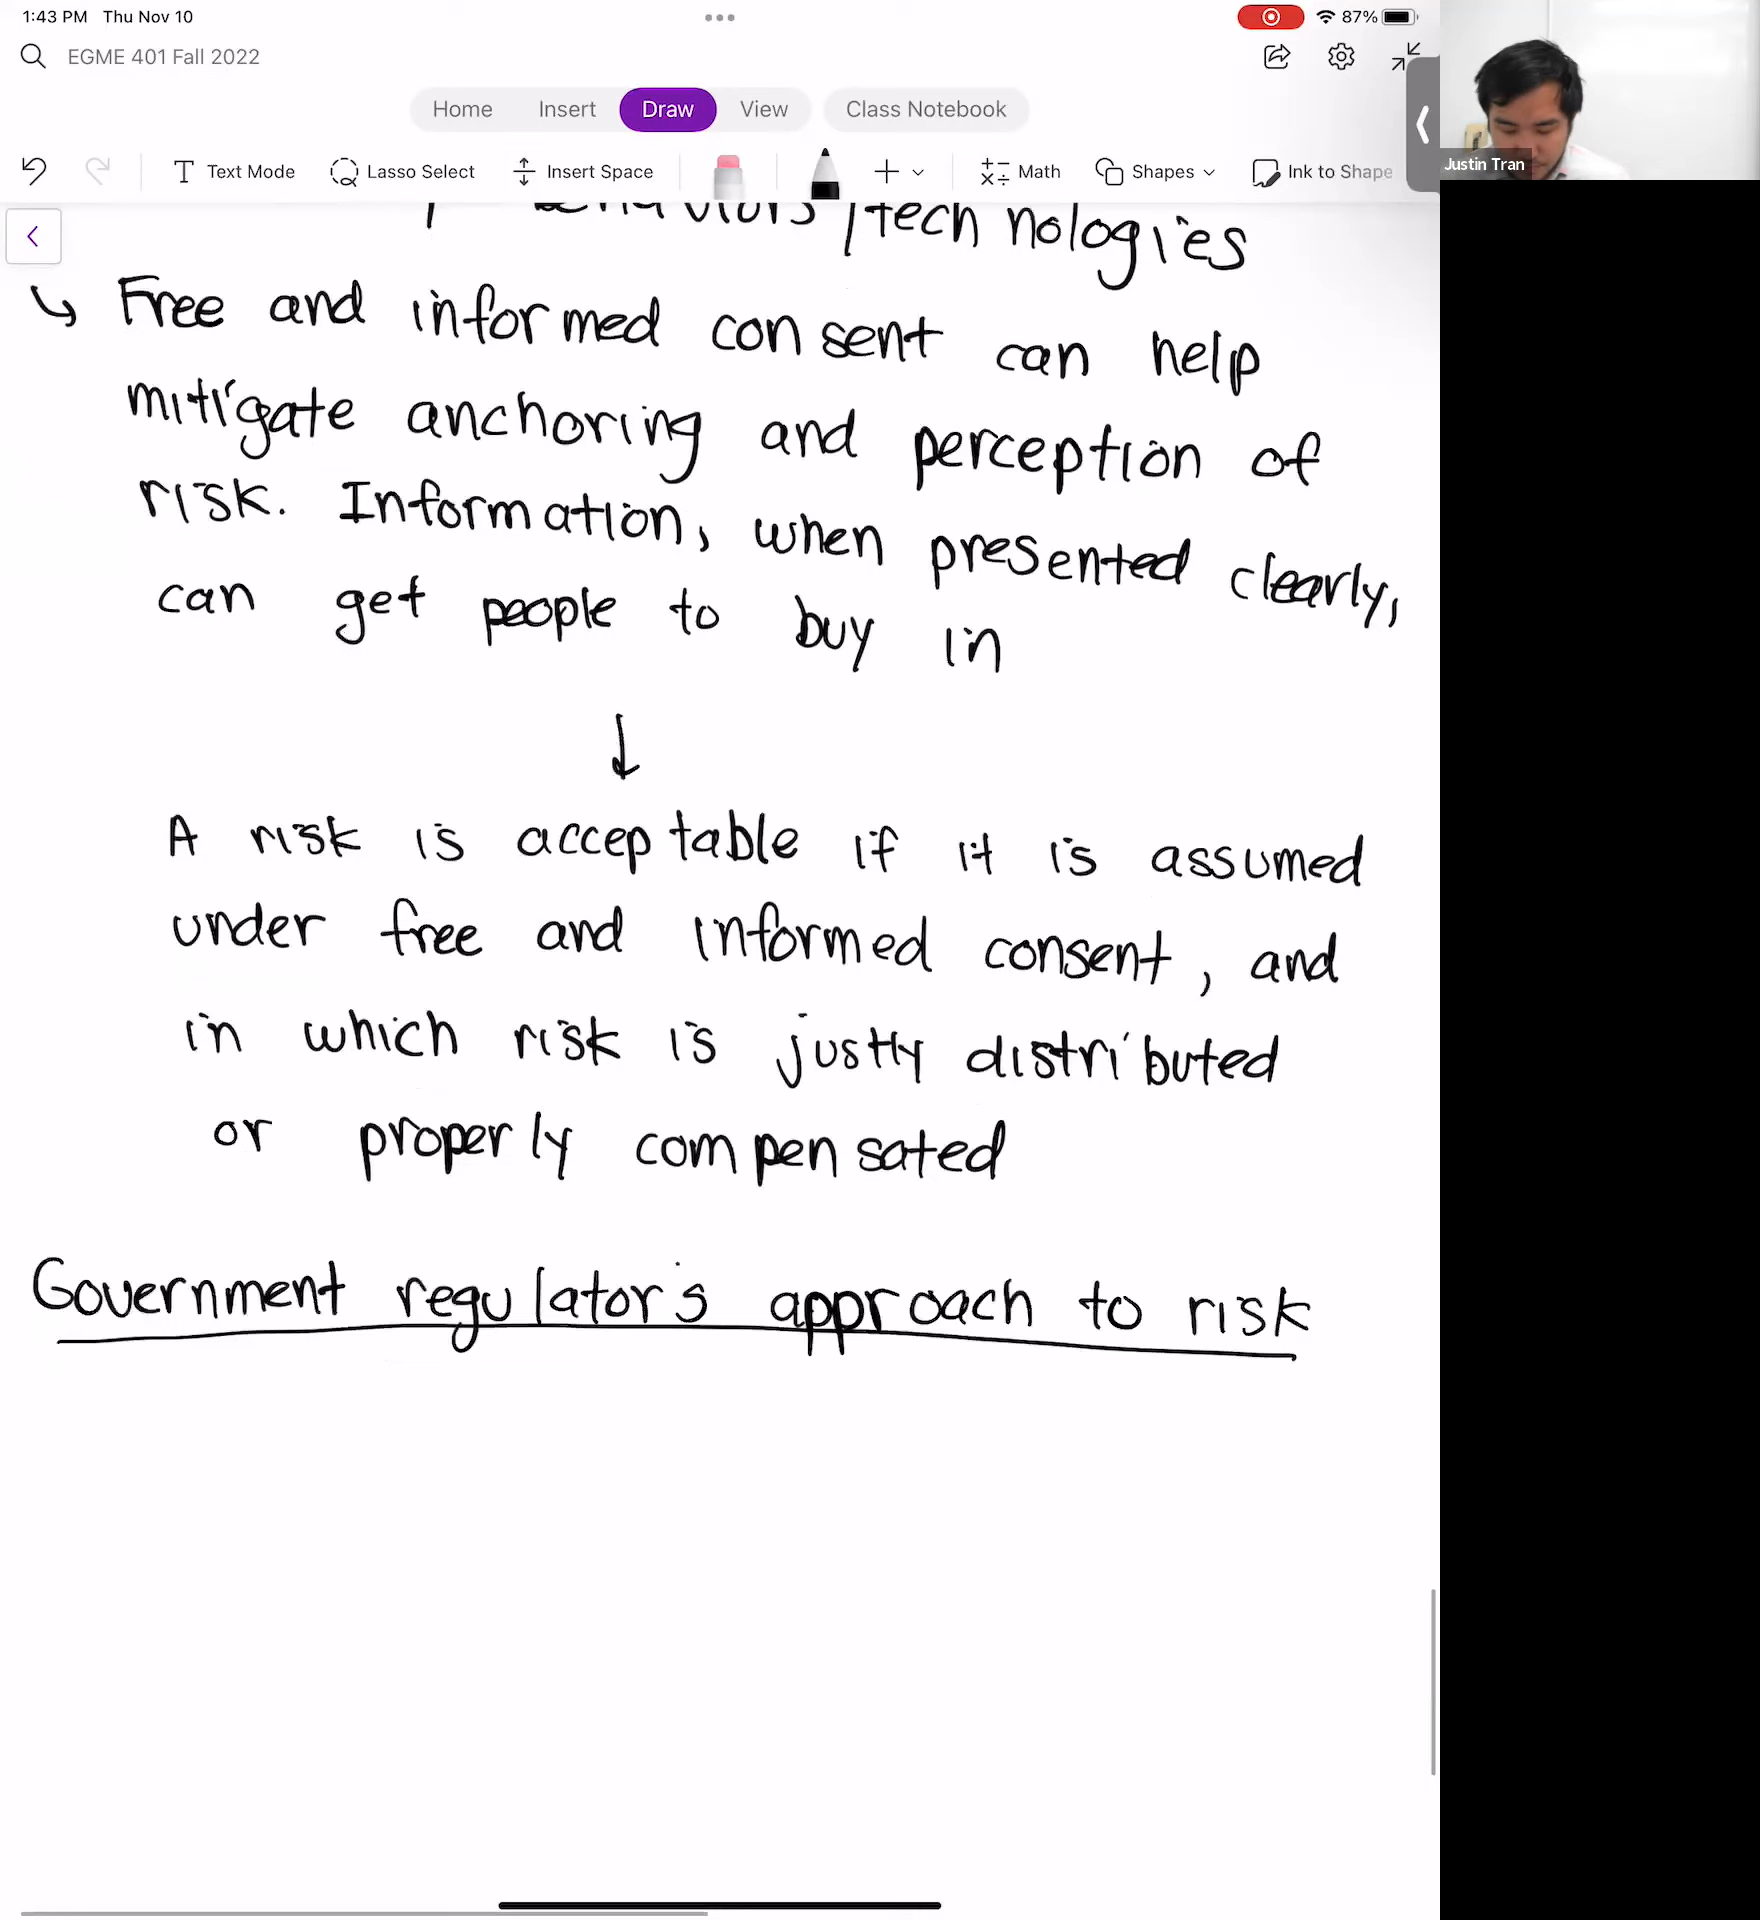 1:43 PM Thu Nov 10
87%
EGME 401 Fall 2022
Home Insert Draw View Class Notebook
Text Mode Lasso Select Insert Space Math Shapes Ink to Shape
Justin Tran
behaviors/technologies
Free and informed consent can help
mitigate anchoring and perception of
risk. Information, when presented clearly,
can get people to buy in
↓
A risk is acceptable if it is assumed
under free and informed consent, and
in which risk is justly distributed
or properly compensated
Government regulator's approach to risk